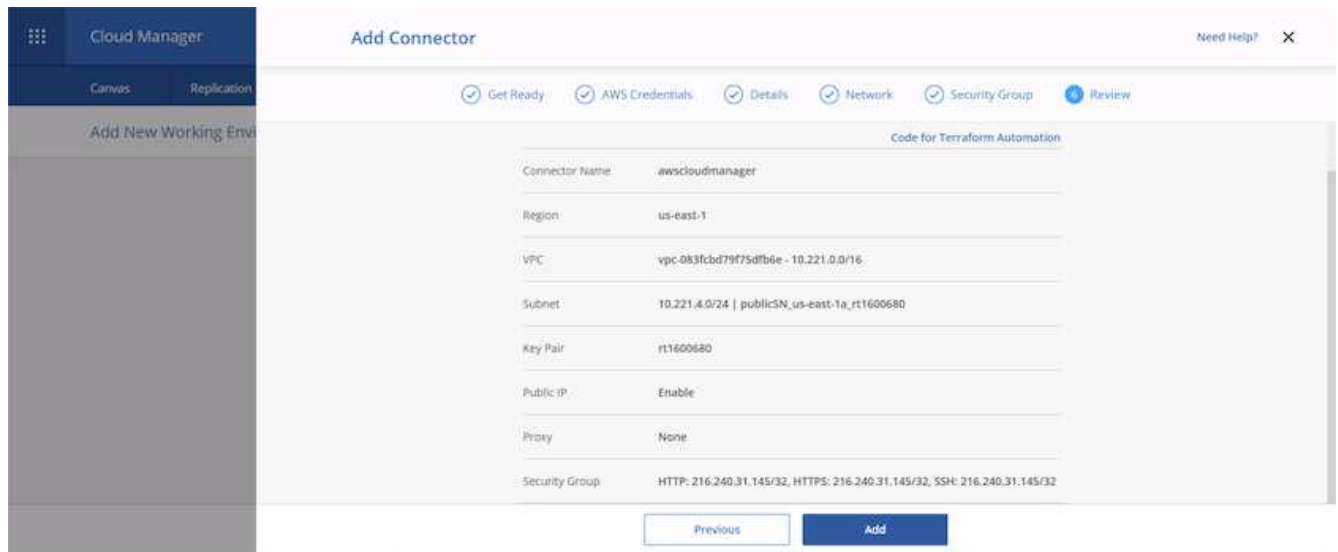 Cloud Manager
Add Connector
Need Help?
Canvas
Replication
Get Ready
AWS Credentials
Details
Network
Security Group
6 Review
Add New Working Envi
Code for Terraform Automation
Connector Name awscloudmanager
Region us-east-1
VPC vpc-083fcbd79f75dfb6e - 10.221.0.0/16
Subnet 10.221.4.0/24 | publicSN_us-east-1a_rt1600680
Key Pair rt1600680
Public IP Enable
Proxy None
Security Group HTTP: 216.240.31.145/32, HTTPS: 216.240.31.145/32, SSH: 216.240.31.145/32
Previous
Add